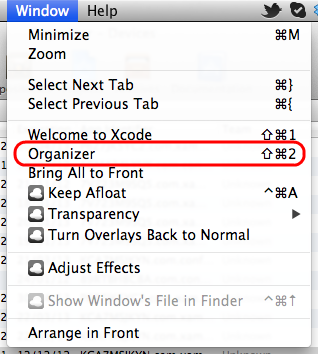 Window Help
Minimize ⌘M
Zoom
Select Next Tab ⌘}
Select Previous Tab ⌘{
Welcome to Xcode ⇧⌘1
Organizer ⇧⌘2
Bring All to Front
Keep Afloat ^⌘A
Transparency ▶
Turn Overlays Back to Normal
Adjust Effects
Show Window's File in Finder ^⌘↑
Arrange in Front